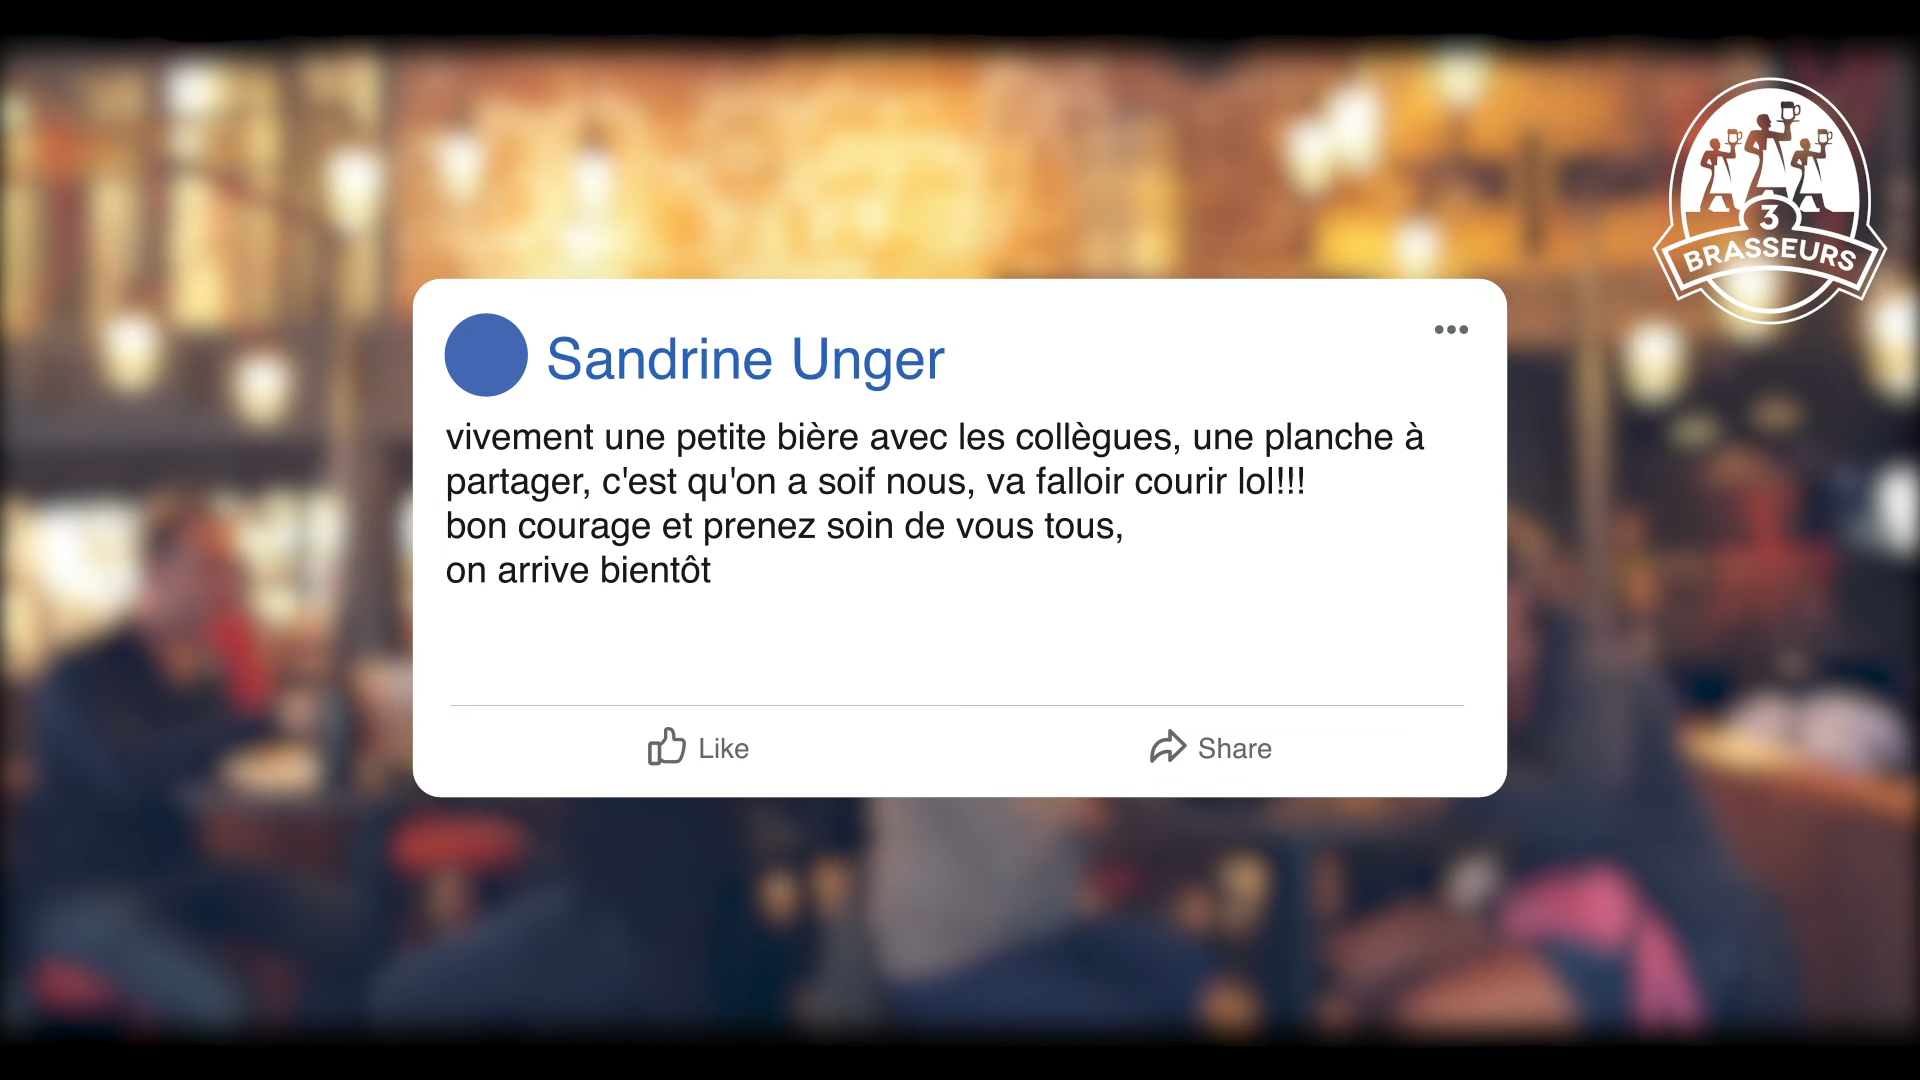 3
BRASSEURS
Sandrine Unger
vivement une petite bière avec les collègues, une planche à
partager, c'est qu'on a soif nous, va falloir courir lol!!!
bon courage et prenez soin de vous tous,
on arrive bientôt
Like
Share